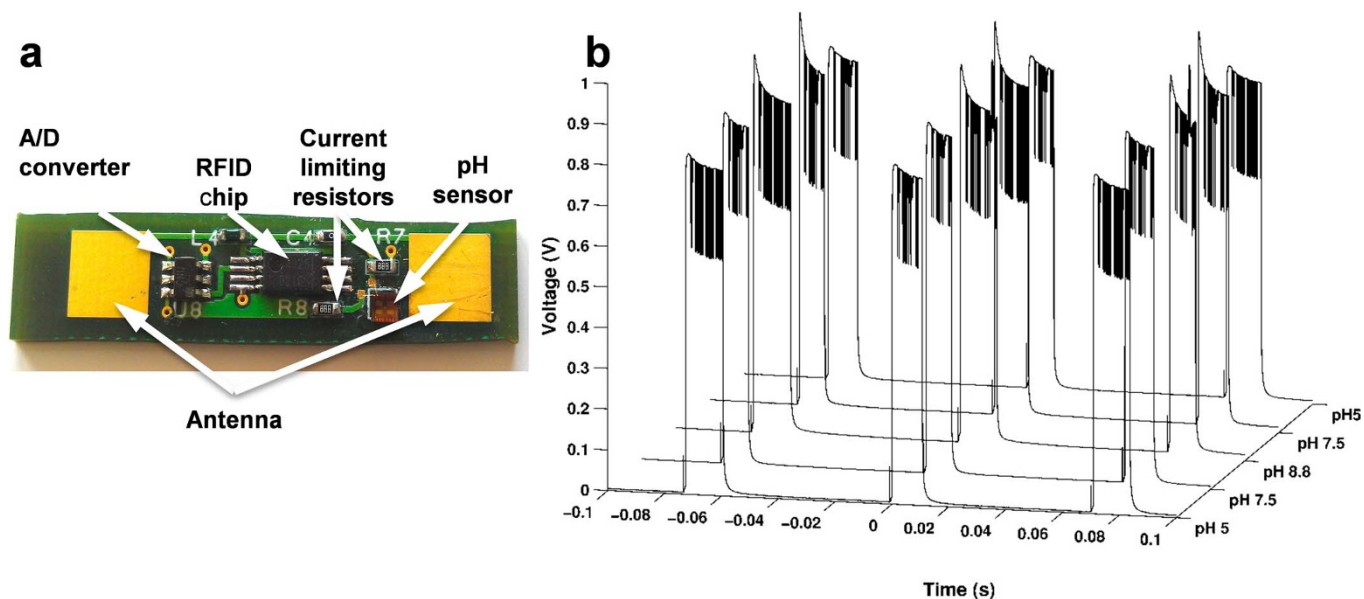 a
A/D
converter
RFID
chip
Current
limiting
resistors
pH
sensor
L4
C4
R7
U8
R8
Antenna
b
Voltage (V)
1
0.9
0.8
0.7
0.6
0.5
0.4
0.3
0.2
0.1
0
−0.1
−0.08
−0.06
−0.04
−0.02
0
0.02
0.04
0.06
0.08
0.1
Time (s)
pH5
pH 7.5
pH 8.8
pH 7.5
pH 5